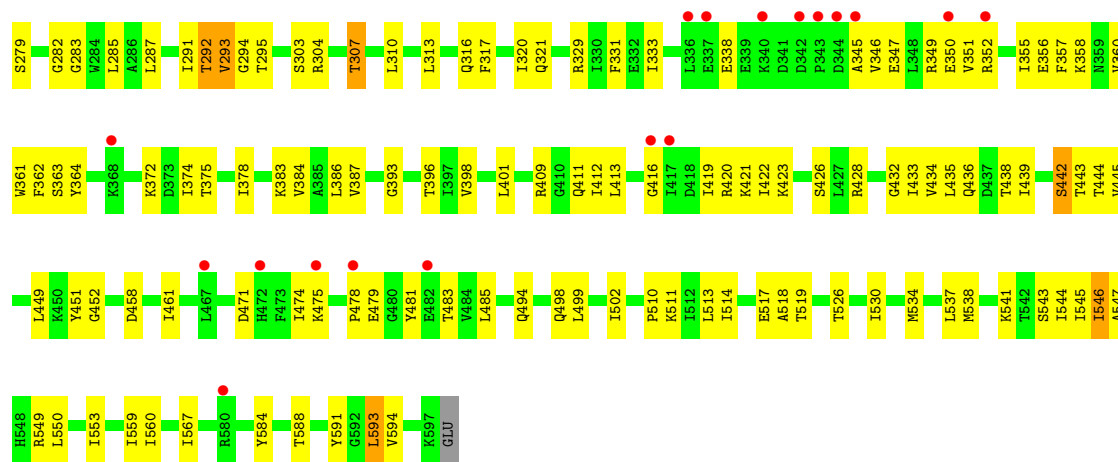 S279 G282 G283 W284 L285 A286 L287 I291 T292 V293 G294 T295 S303 R304 T307 L310 L313 Q316 F317 I320 Q321 R329 I330 F331 E332 I333 L336 E337 E338 E339 K340 D341 D342 P343 D344 A345 V346 E347 L348 R349 E350 V351 R352 I355 E356 F357 K358 N359 V360
W361 F362 S363 Y364 K368 K372 D373 I374 T375 I378 K383 V384 A385 L386 V387 G393 T396 I397 V398 L401 R409 G410 Q411 I412 L413 G416 I417 D418 I419 R420 K421 I422 K423 S426 L427 R428 G432 I433 V434 L435 Q436 D437 T438 I439 S442 T443 T444 V445
L449 K450 Y451 G452 D458 I461 L467 D471 H472 F473 I474 K475 P478 E479 G480 Y481 E482 T483 V484 L485 Q494 Q498 L499 I502 P510 K511 I512 L513 I514 E517 A518 T519 T526 I530 M534 L537 M538 K541 T542 S543 I544 I545 I546 A547
H548 R549 L550 I553 I559 I560 I567 R580 Y584 T588 Y591 G592 L593 V594 K597 GLU